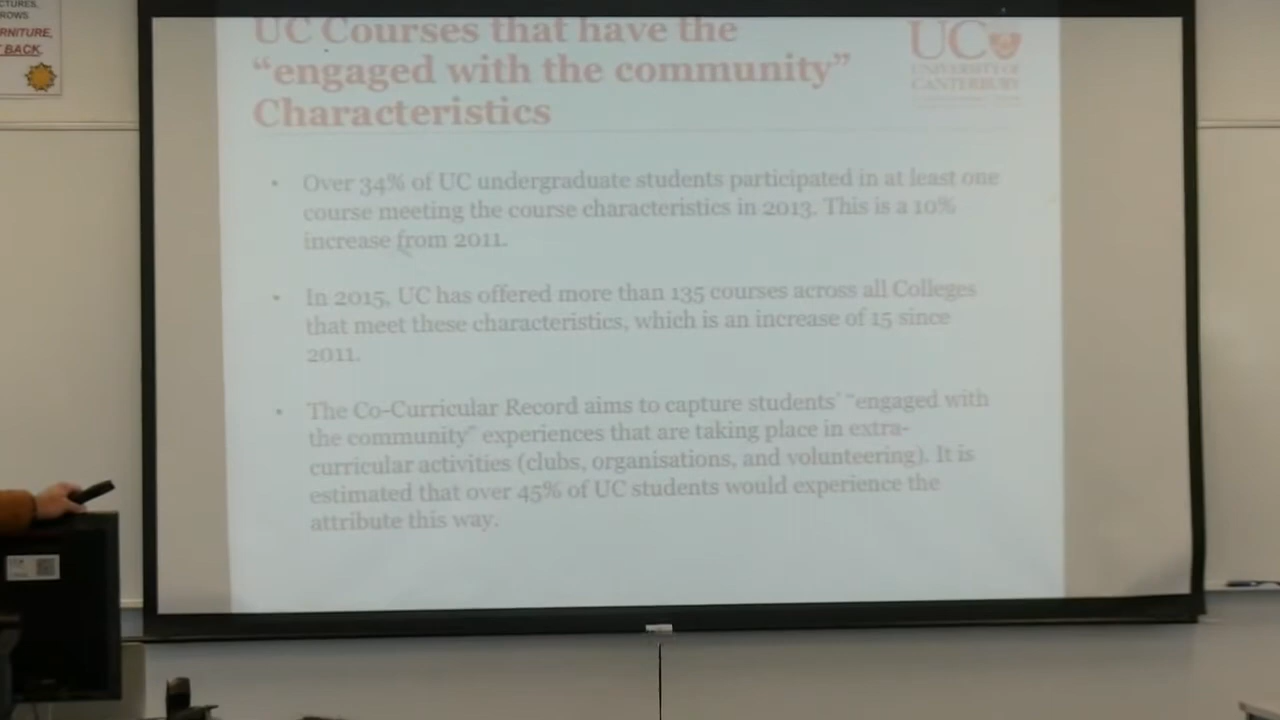 CTURES.
ROWS
RNITURE,
BACK.
UC Courses that have the
“engaged with the community”
Characteristics
UC
UNIVERSITY OF
CANTERBURY
• Over 34% of UC undergraduate students participated in at least one
course meeting the course characteristics in 2013. This is a 10%
increase from 2011.
• In 2015, UC has offered more than 135 courses across all Colleges
that meet these characteristics, which is an increase of 15 since
2011.
• The Co-Curricular Record aims to capture students’ “engaged with
the community” experiences that are taking place in extra-
curricular activities (clubs, organisations, and volunteering). It is
estimated that over 45% of UC students would experience the
attribute this way.